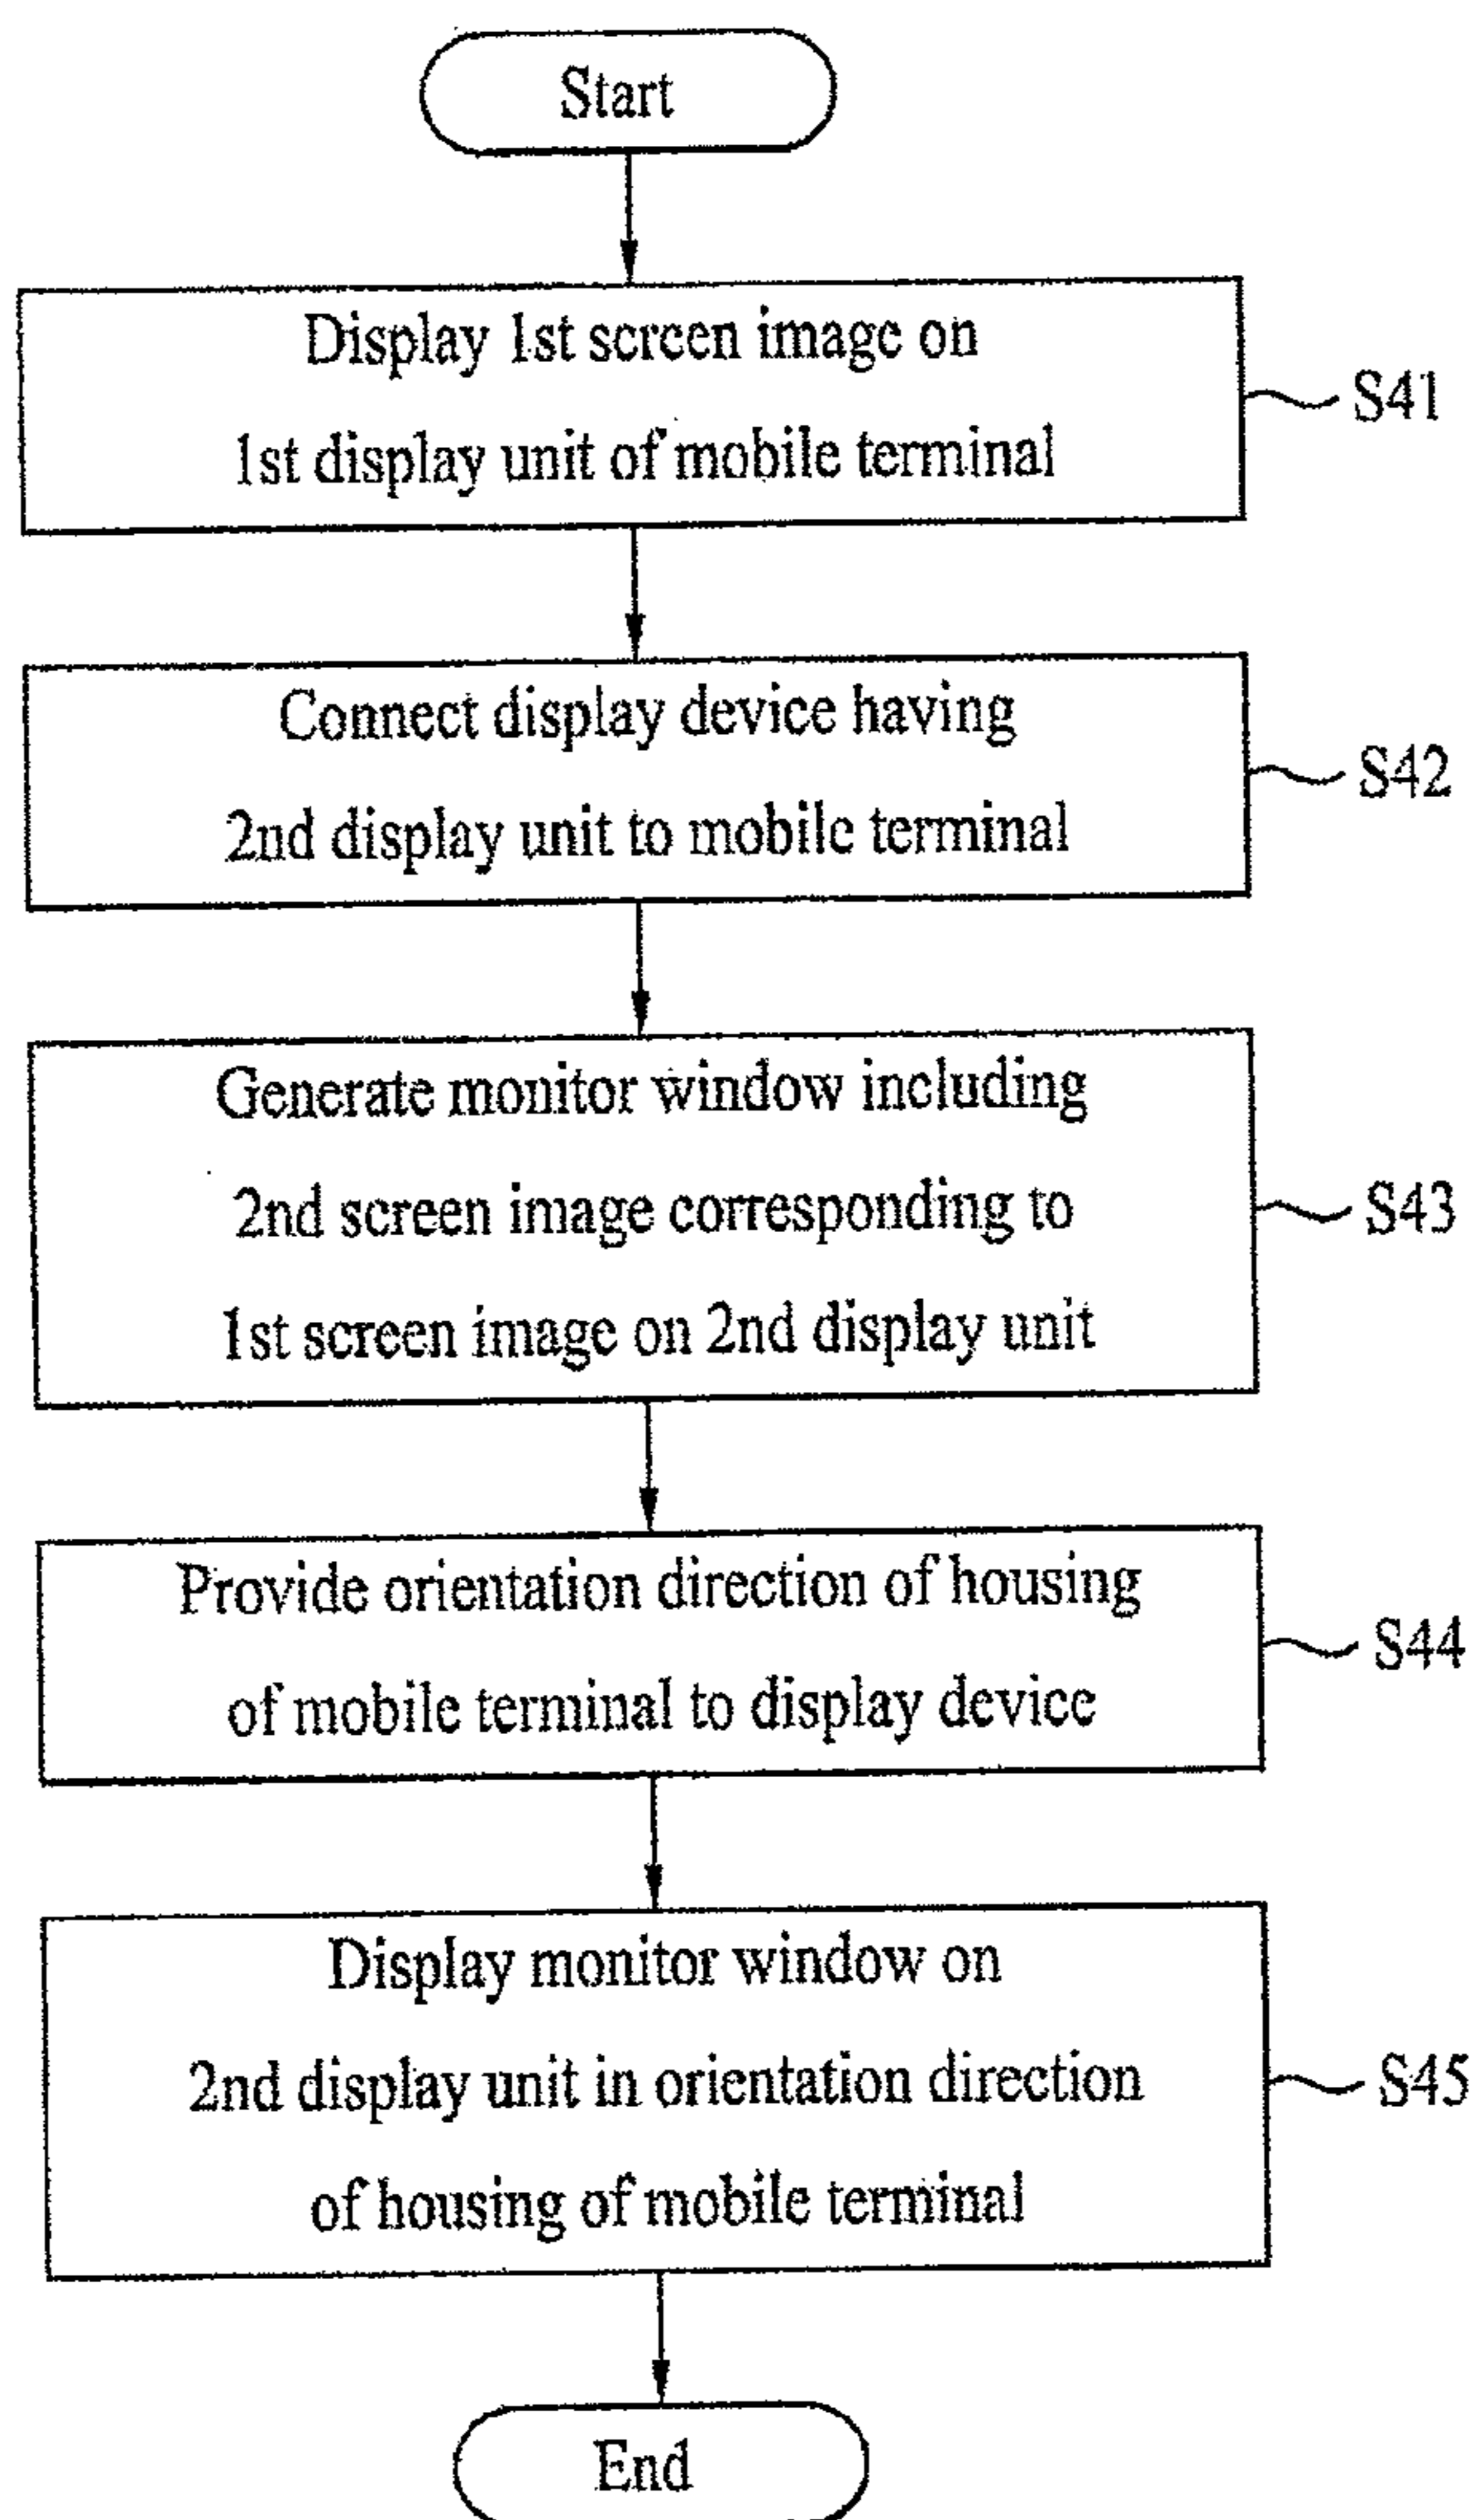 Start
Display 1st screen image on
1st display unit of mobile terminal
S41
Connect display device having
2nd display unit to mobile terminal
S42
Generate monitor window including
2nd screen image corresponding to
1st screen image on 2nd display unit
S43
Provide orientation direction of housing
of mobile terminal to display device
S44
Display monitor window on
2nd display unit in orientation direction
of housing of mobile terminal
S45
End